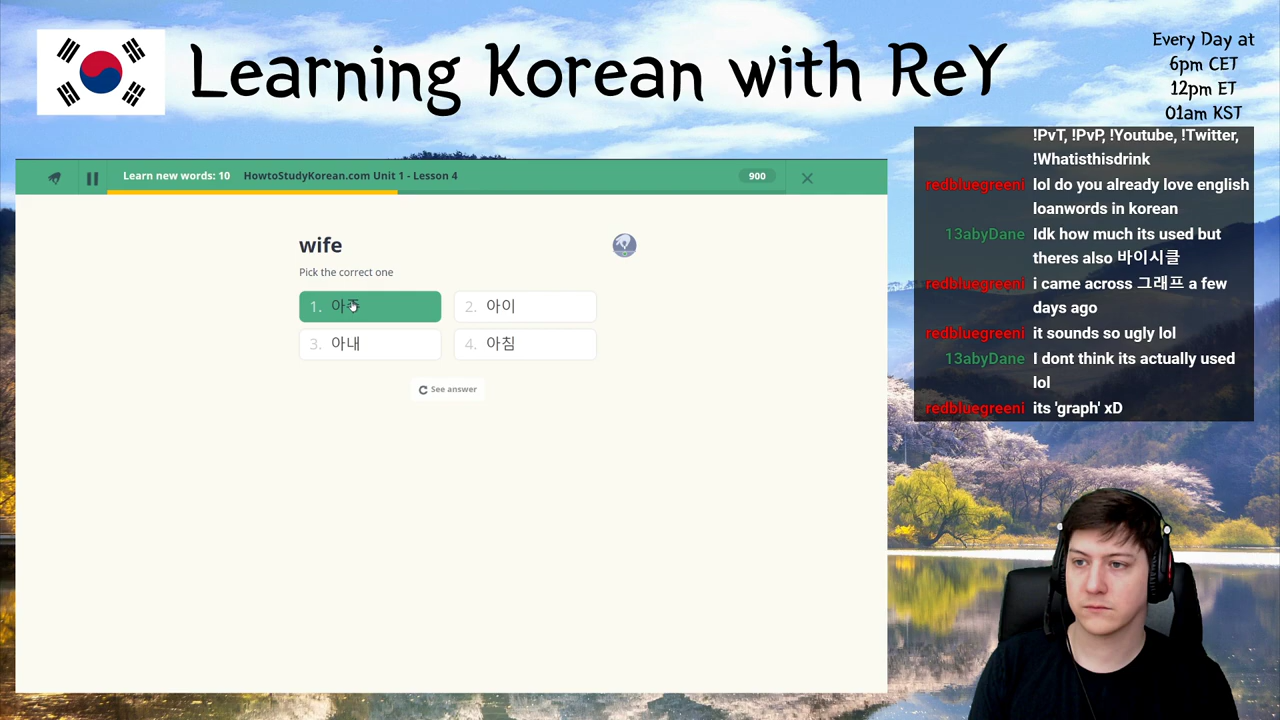 Learning Korean with ReY
Every Day at
6pm CET
12pm ET
01am KST
Learn new words: 10 HowtoStudyKorean.com Unit 1 - Lesson 4
900
wife
Pick the correct one
1.
2. 아이
3. 아내
4. 아침
See answer
!PvT, !PvP, !Youtube, !Twitter,
!Whatisthisdrink
redbluegreeni lol do you already love english
loanwords in korean
13abyDane Idk how much its used but
theres also 바이시클
redbluegreeni i came across 그래프 a few
days ago
redbluegreeni it sounds so ugly lol
13abyDane I dont think its actually used
lol
redbluegreeni its 'graph' xD